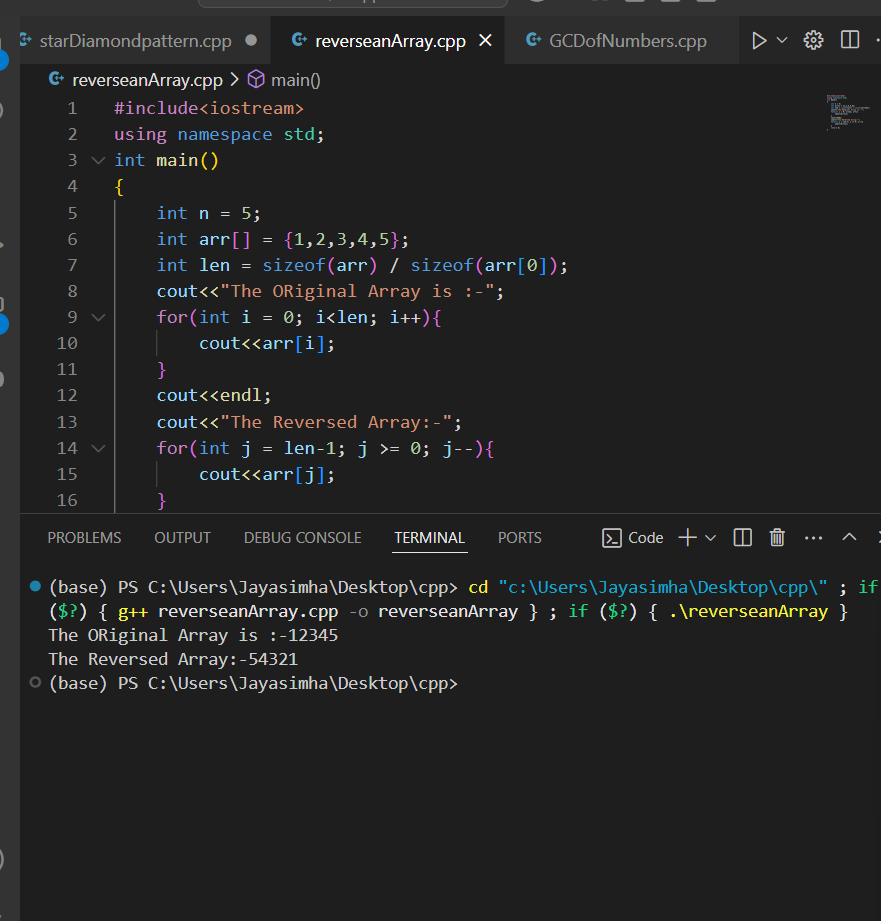 starDiamondpattern.cpp reverseanArray.cpp GCDofNumbers.cpp
reverseanArray.cpp > main()
1 #include<iostream>
2 using namespace std;
3 int main()
4 {
5 int n = 5;
6 int arr[] = {1,2,3,4,5};
7 int len = sizeof(arr) / sizeof(arr[0]);
8 cout<<"The ORiginal Array is :-";
9 for(int i = 0; i<len; i++){
10 cout<<arr[i];
11 }
12 cout<<endl;
13 cout<<"The Reversed Array:-";
14 for(int j = len-1; j >= 0; j--){
15 cout<<arr[j];
16 }
PROBLEMS OUTPUT DEBUG CONSOLE TERMINAL PORTS Code
(base) PS C:\Users\Jayasimha\Desktop\cpp> cd "c:\Users\Jayasimha\Desktop\cpp\" ; if
($?) { g++ reverseanArray.cpp -o reverseanArray } ; if ($?) { .\reverseanArray }
The ORiginal Array is :-12345
The Reversed Array:-54321
(base) PS C:\Users\Jayasimha\Desktop\cpp>